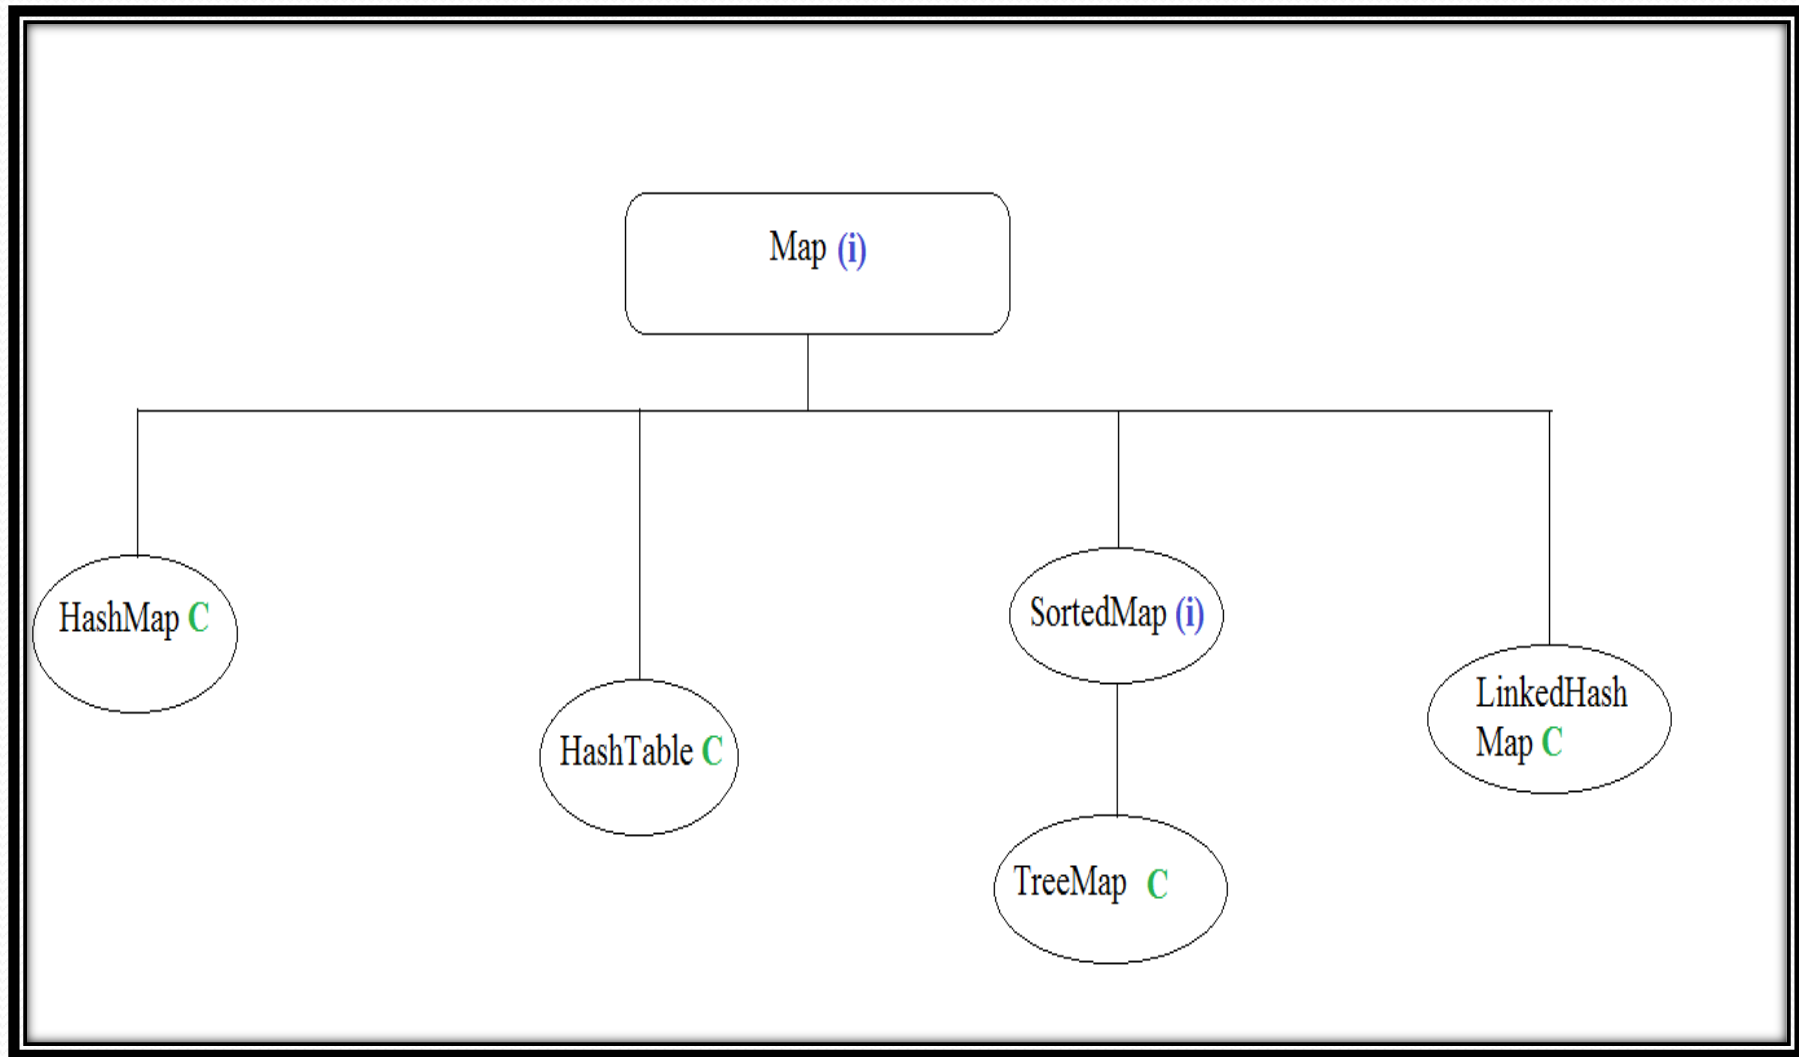 Map (i)
HashMap C
HashTable C
SortedMap (i)
TreeMap C
LinkedHash
Map C